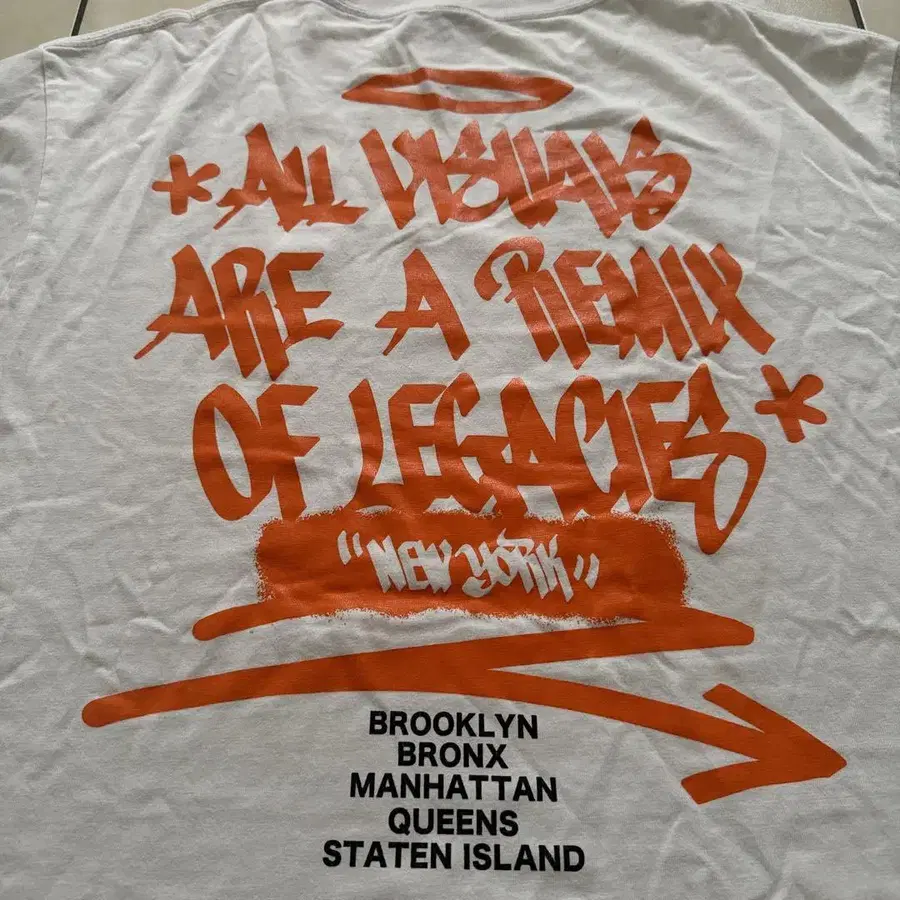 *ALL VISUALS
ARE A REMIX
OF LEGACIES*
"NEW YORK"
BROOKLYN
BRONX
MANHATTAN
QUEENS
STATEN ISLAND